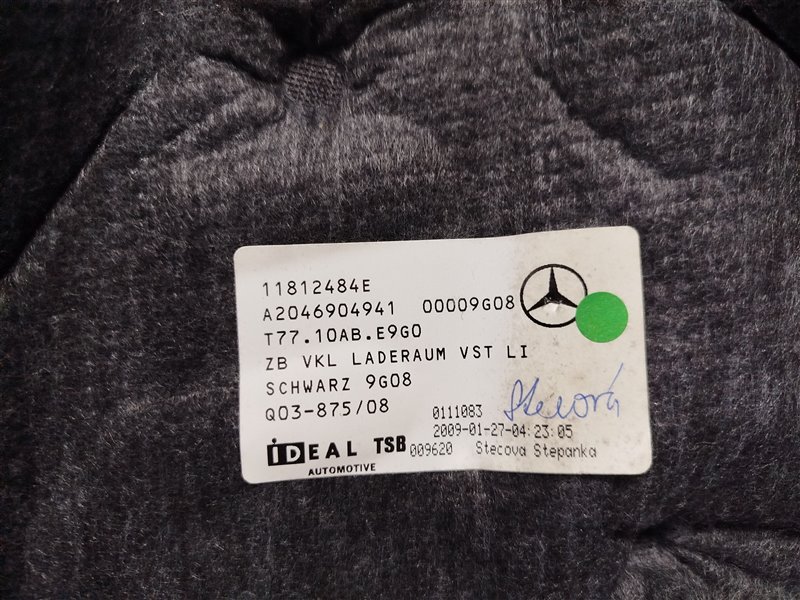 11812484E
A2046904941 00009G08
T77.10AB.E9G0
ZB VKL LADERAUM VST LI
SCHWARZ 9G08
Q03-875/08 0111083 Stecová
2009-01-27-04:23:05
iDEAL TSB 009620 Stecova Stepanka
AUTOMOTIVE